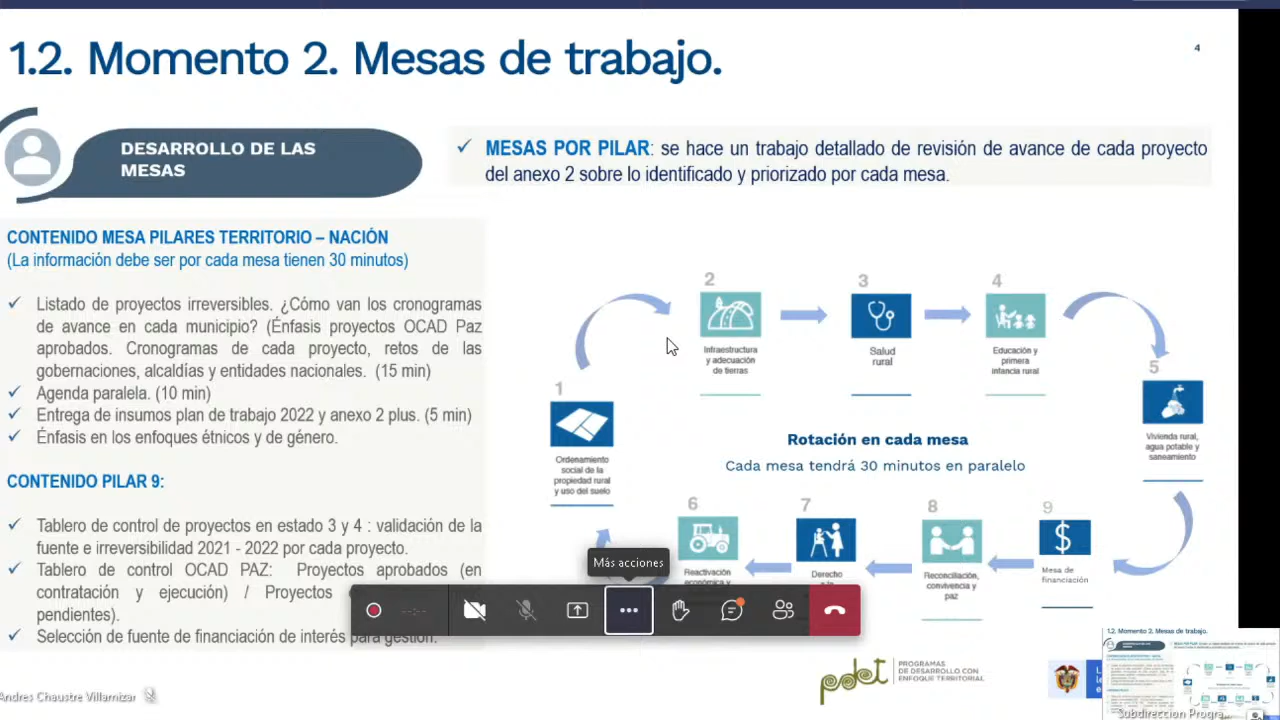 1.2. Momento 2. Mesas de trabajo.
4
DESARROLLO DE LAS
MESAS
✓ MESAS POR PILAR: se hace un trabajo detallado de revisión de avance de cada proyecto
del anexo 2 sobre lo identificado y priorizado por cada mesa.
CONTENIDO MESA PILARES TERRITORIO – NACIÓN
(La información debe ser por cada mesa tienen 30 minutos)
✓ Listado de proyectos irreversibles. ¿Cómo van los cronogramas
de avance en cada municipio? (Énfasis proyectos OCAD Paz
aprobados. Cronogramas de cada proyecto, retos de las
gobernaciones, alcaldías y entidades nacionales. (15 min)
✓ Agenda paralela. (10 min)
✓ Entrega de insumos plan de trabajo 2022 y anexo 2 plus. (5 min)
✓ Énfasis en los enfoques étnicos y de género.
CONTENIDO PILAR 9:
✓ Tablero de control de proyectos en estado 3 y 4 : validación de la
fuente e irreversibilidad 2021 - 2022 por cada proyecto.
✓ Tablero de control OCAD PAZ: Proyectos aprobados (en
contratación y ejecución) / Proyectos
pendientes).
✓ Selección de fuente de financiación de interés para gestión.
1
Ordenamiento
social de la
propiedad rural
y uso del suelo
2
Infraestructura
y adecuación
de tierras
3
Salud
rural
4
Educación y
primera
infancia rural
5
Vivienda rural,
agua potable y
saneamiento
Rotación en cada mesa
Cada mesa tendrá 30 minutos en paralelo
6
Reactivación
económica y
7
Derecho
8
Reconciliación,
convivencia y
paz
9
Mesa de
financiación
Más acciones
--:--
pdet
PROGRAMAS
DE DESARROLLO CON
ENFOQUE TERRITORIAL
Andres Chaustre Villamizar
1.2. Momento 2. Mesas de trabajo.
Subdireccion Progra...